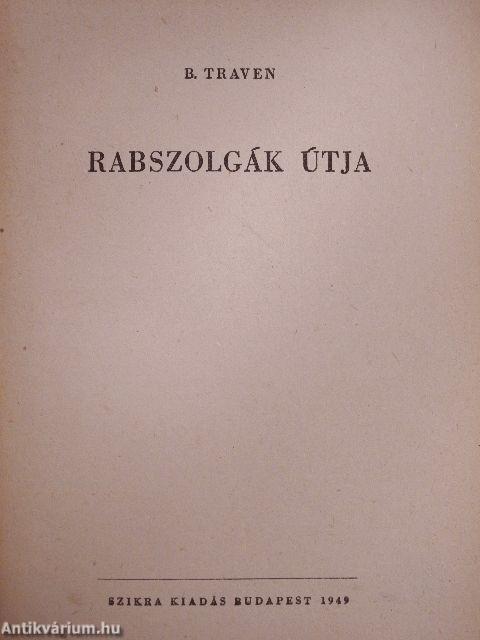 B. TRAVEN
RABSZOLGÁK ÚTJA
SZIKRA KIADÁS BUDAPEST 1949
Antikvárium.hu